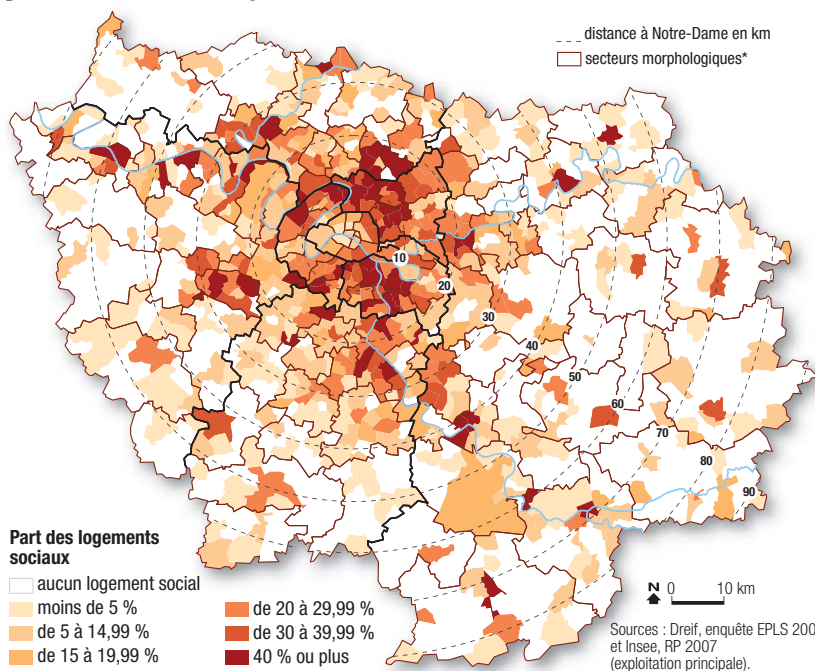 distance à Notre-Dame en km
secteurs morphologiques*
10
20
30
40
50
60
70
80
90
Part des logements
sociaux
aucun logement social
moins de 5 %
de 5 à 14,99 %
de 15 à 19,99 %
de 20 à 29,99 %
de 30 à 39,99 %
40 % ou plus
N 0 10 km
Sources : Dreif, enquête EPLS
et Insee, RP 2007
(exploitation principale).